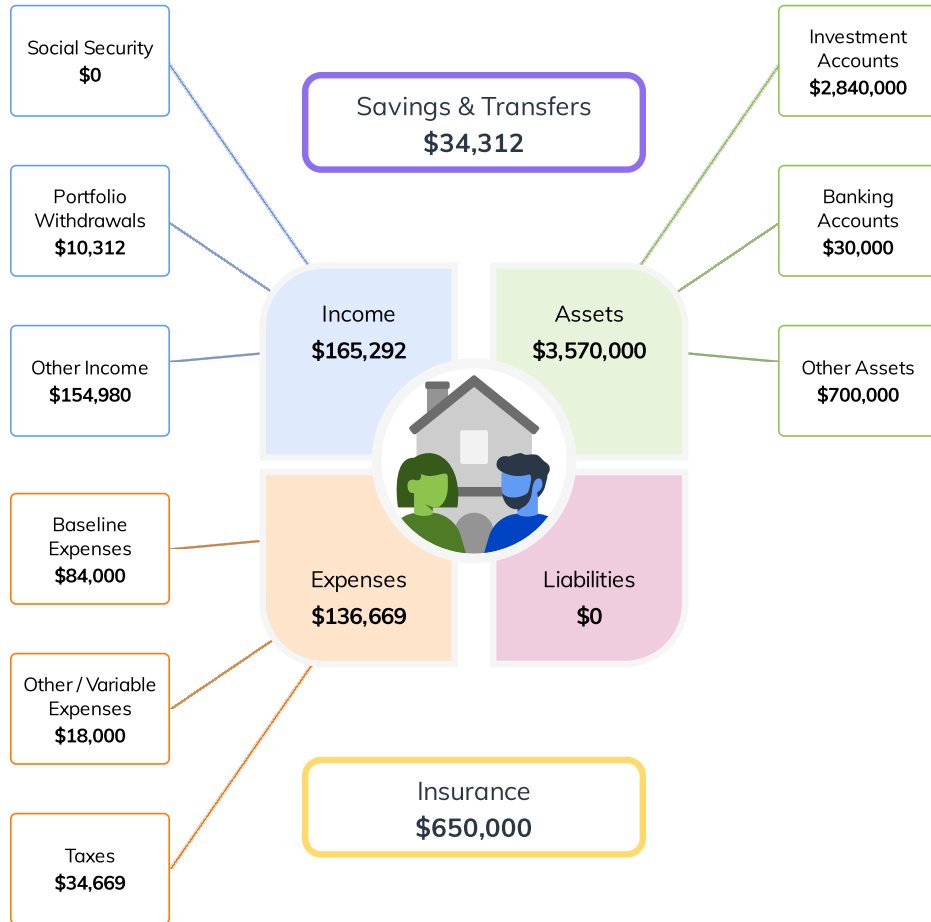 Social Security
$0
Portfolio
Withdrawals
$10,312
Other Income
$154,980
Baseline
Expenses
$84,000
Other / Variable
Expenses
$18,000
Taxes
$34,669
Savings & Transfers
$34,312
Income
$165,292
Assets
$3,570,000
Expenses
$136,669
Liabilities
$0
Insurance
$650,000
Investment
Accounts
$2,840,000
Banking
Accounts
$30,000
Other Assets
$700,000